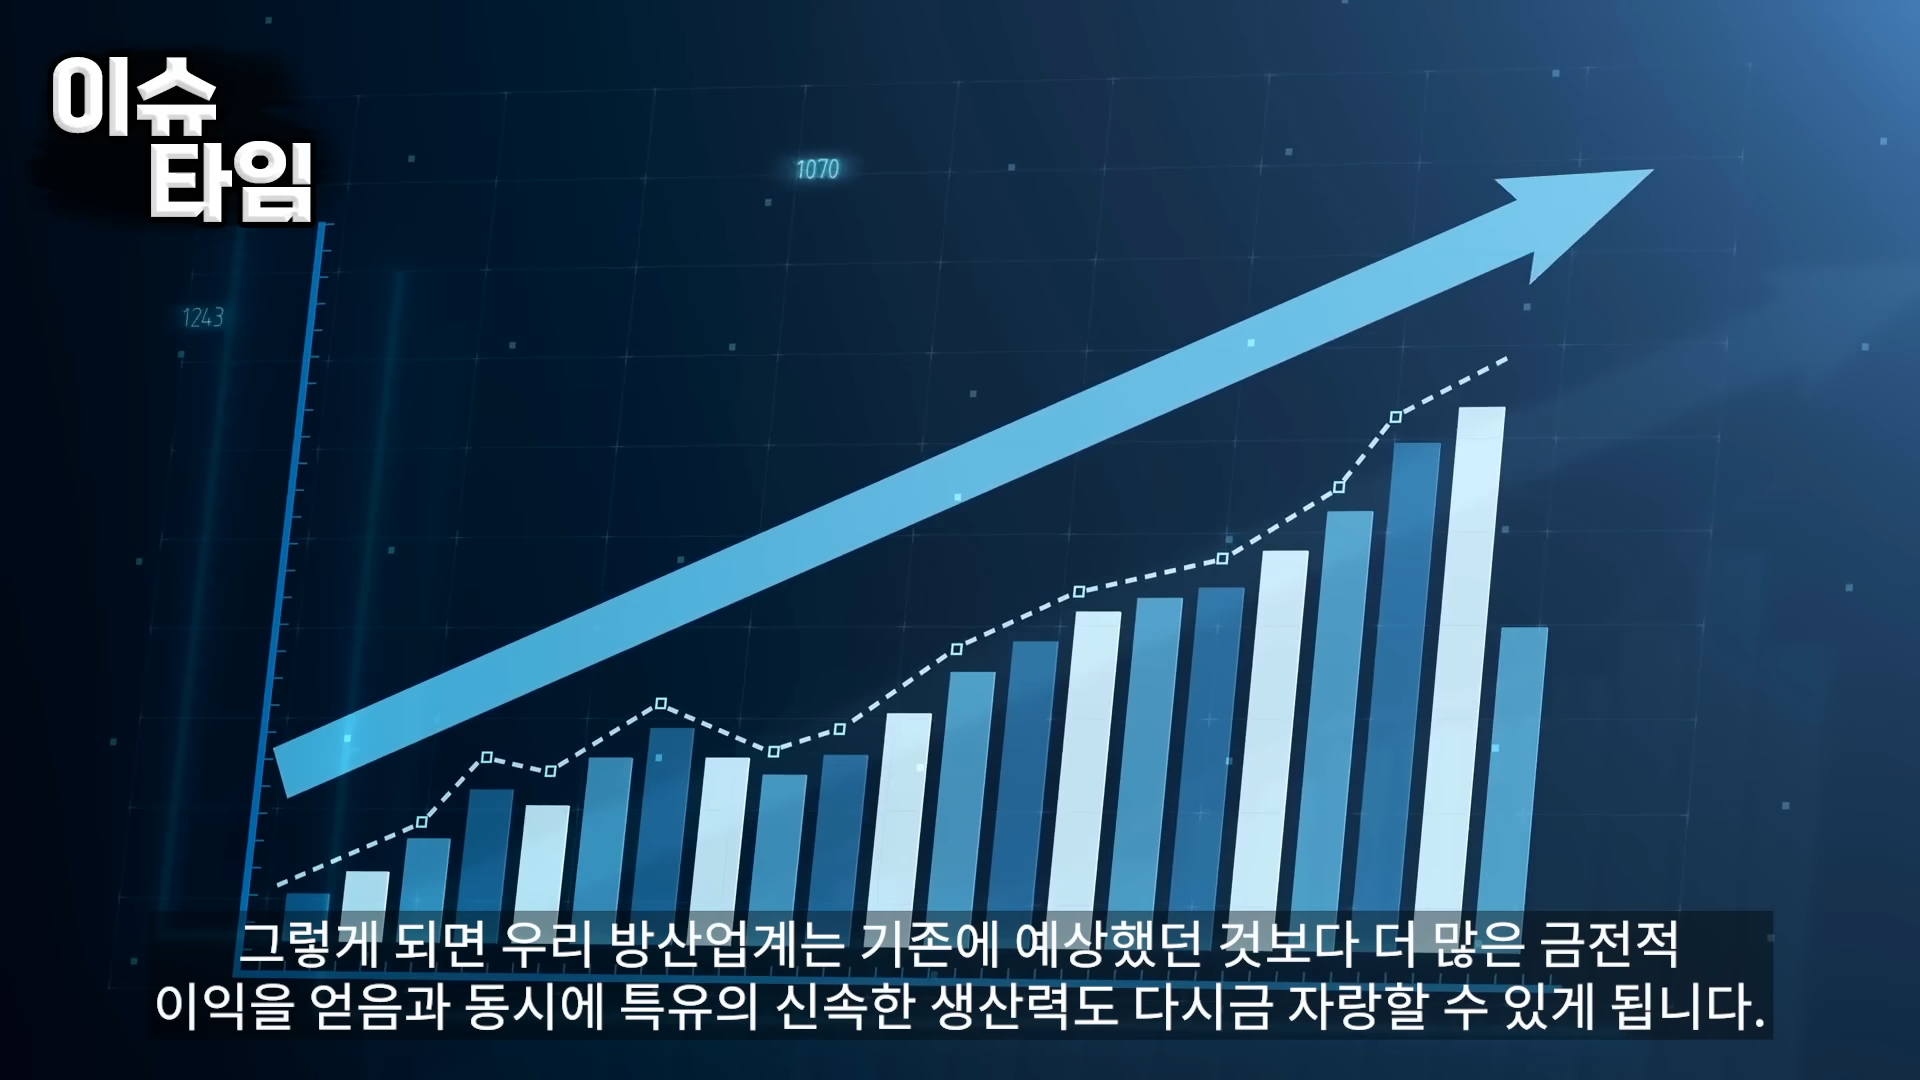 이슈
타임
1070
1243
그렇게 되면 우리 방산업계는 기존에 예상했던 것보다 더 많은 금전적
이익을 얻음과 동시에 특유의 신속한 생산력도 다시금 자랑할 수 있게 됩니다.